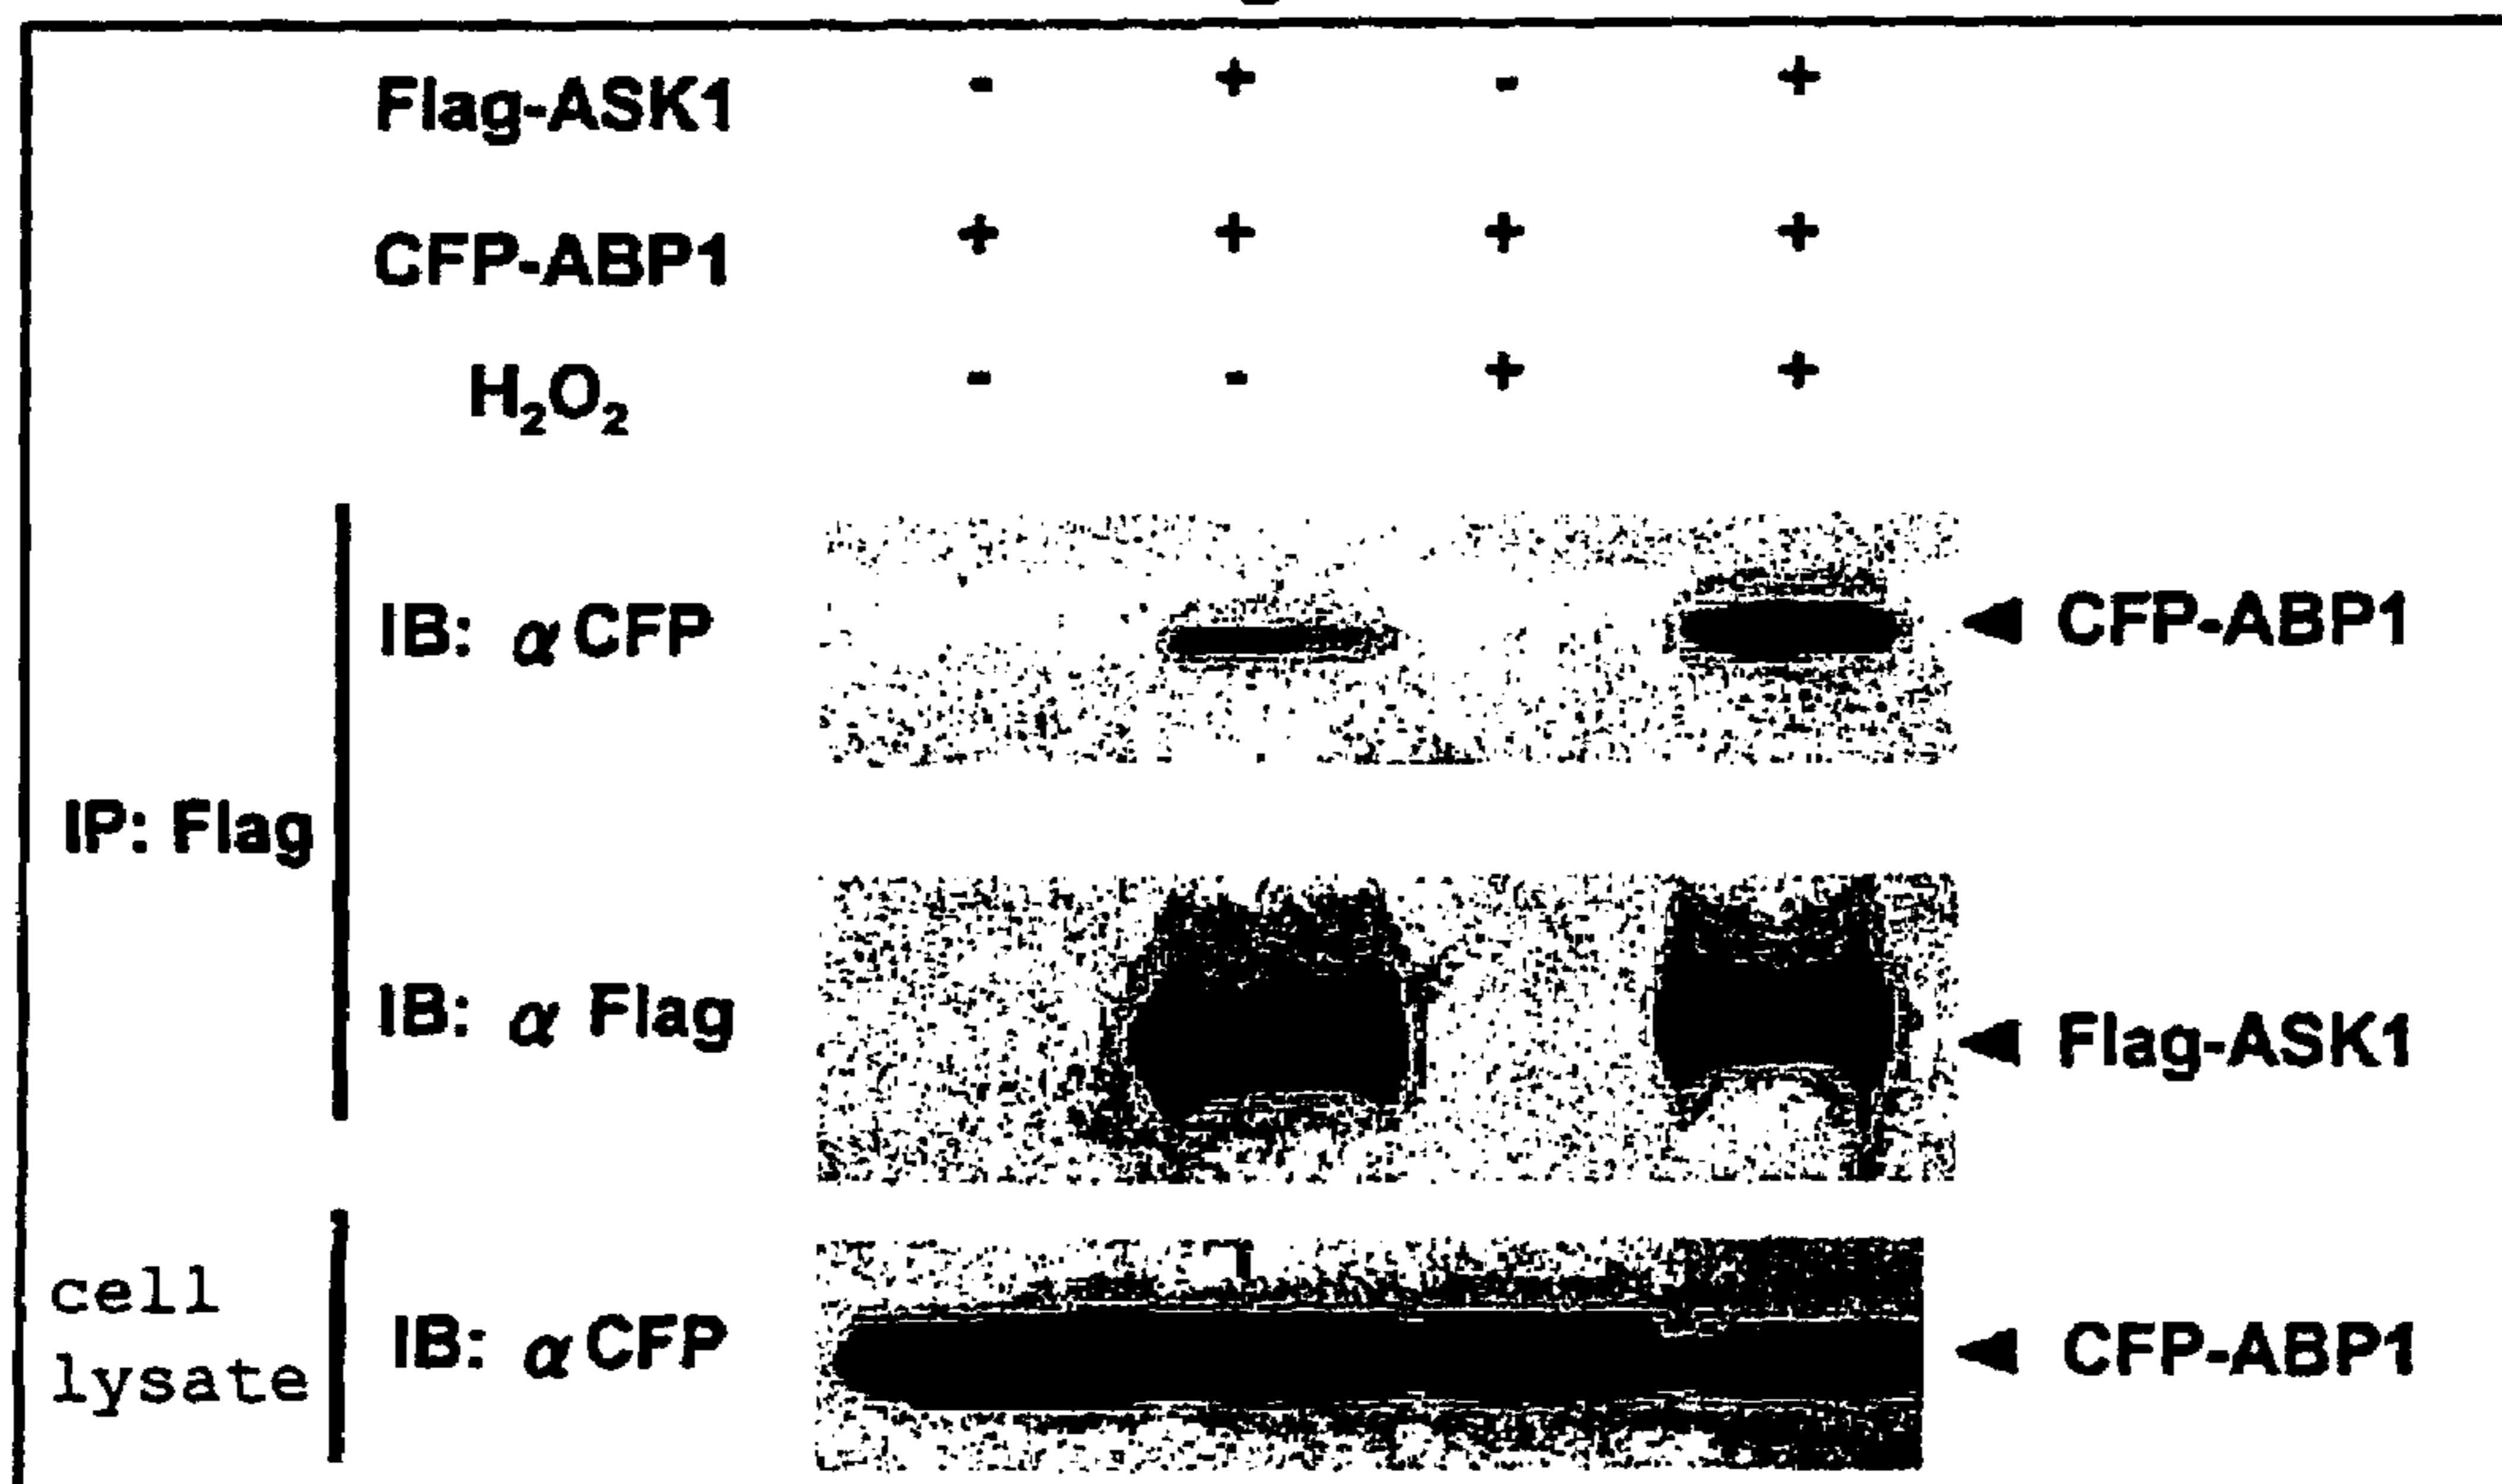 Flag-ASK1 - + - +
CFP-ABP1 + + + +
H₂O₂ - - + +
IB: αCFP ◄ CFP-ABP1
IP: Flag
IB: α Flag ◄ Flag-ASK1
cell
lysate
IB: αCFP ◄ CFP-ABP1